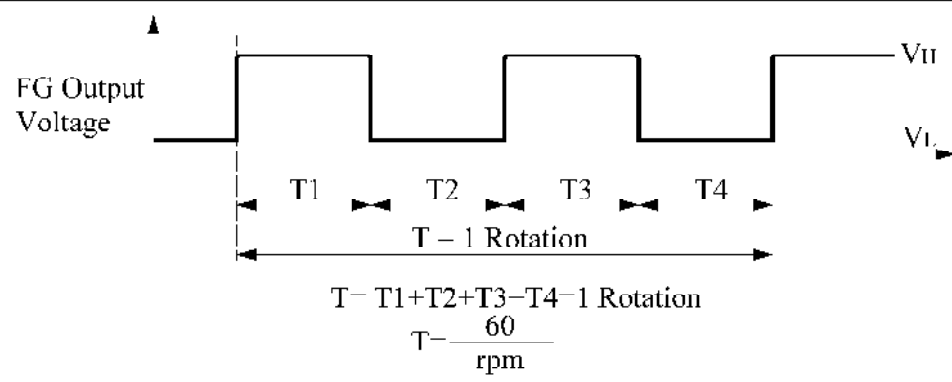 FG Output
Voltage
VH
VL
T1 T2 T3 T4
T - 1 Rotation
T- T1+T2+T3-T4-1 Rotation
T- 60
rpm